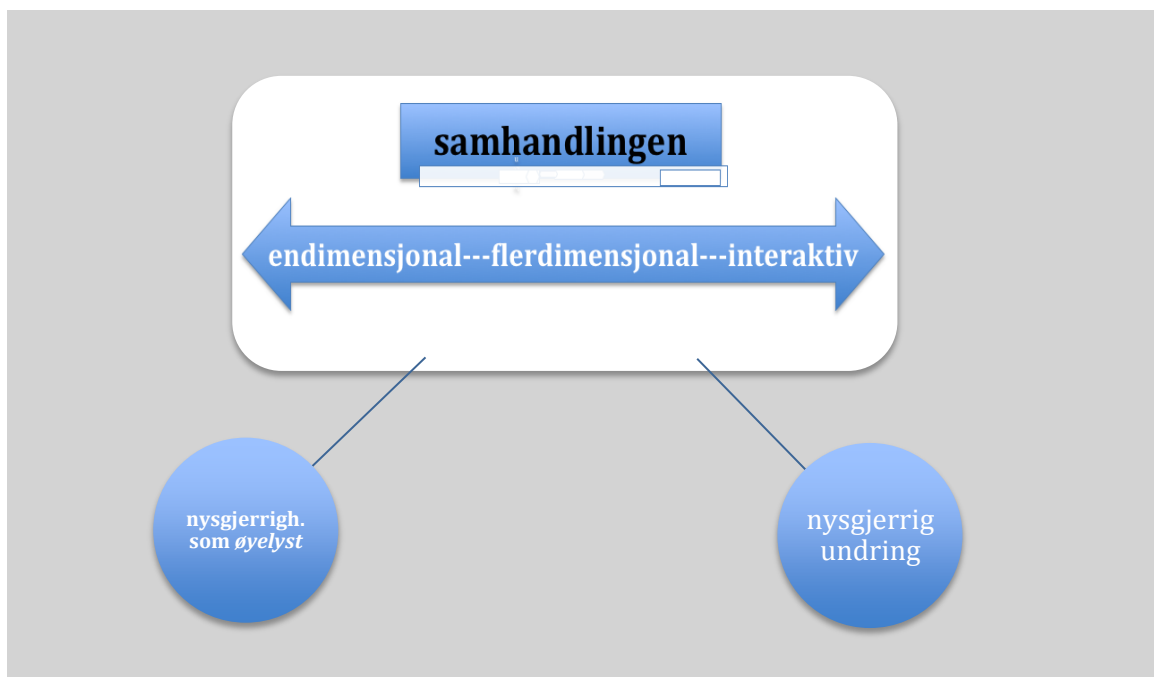 samhandlingen
endimensjonal---flerdimensjonal---interaktiv
nysgjerrigh.
som øyelyst
nysgjerrig
undring